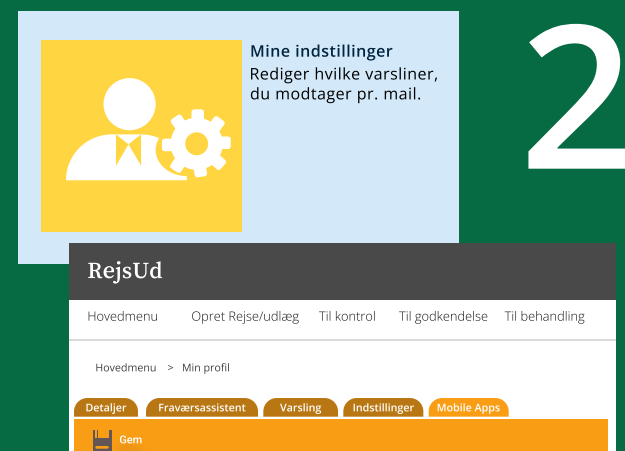 Mine indstillinger
Rediger hvilke varsliner,
du modtager pr. mail.
2
RejsUd
Hovedmenu Opret Rejse/udlæg Til kontrol Til godkendelse Til behandling
Hovedmenu > Min profil
Detaljer Fraværsassistent Varsling Indstillinger Mobile Apps
Gem